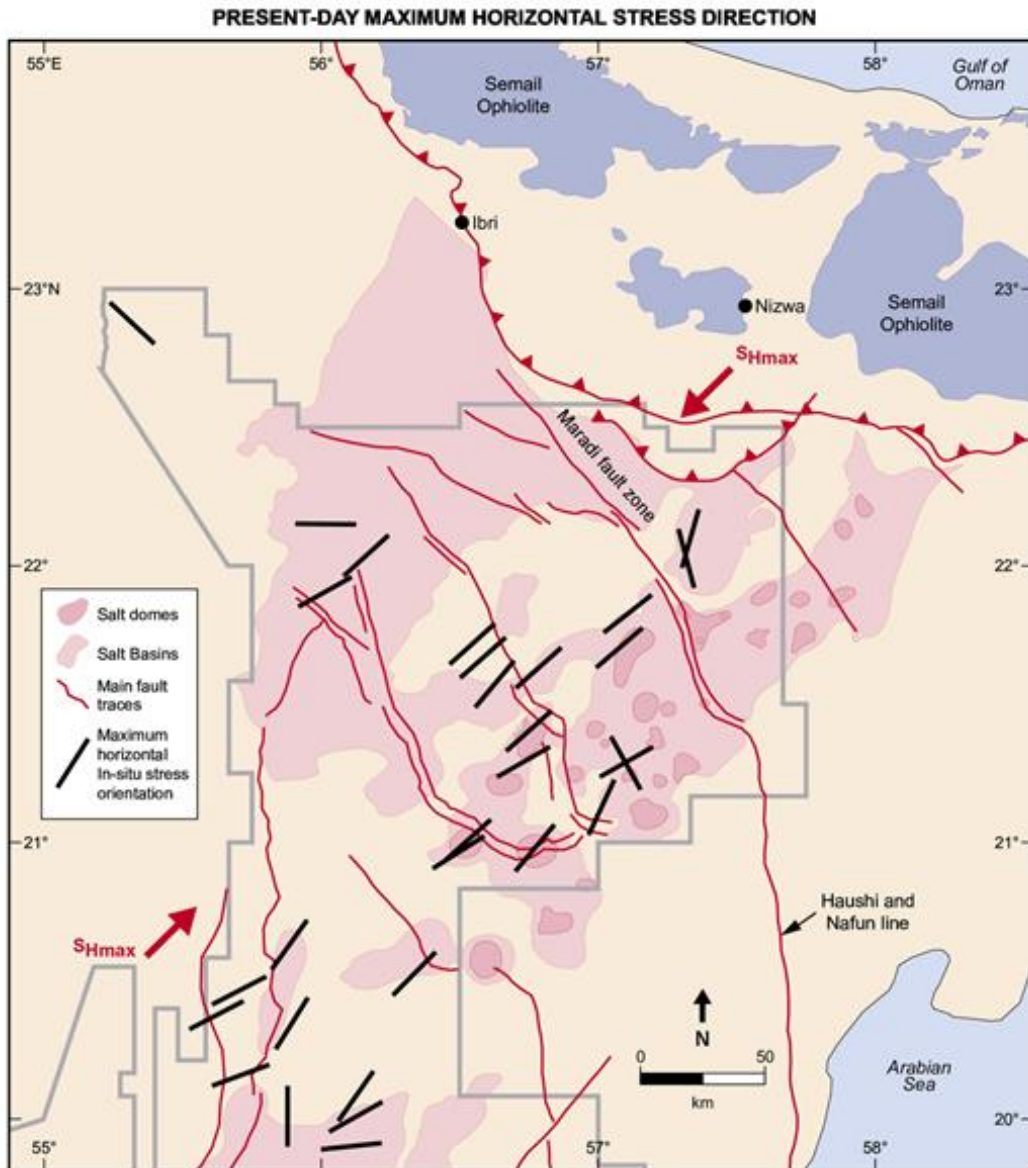 PRESENT-DAY MAXIMUM HORIZONTAL STRESS DIRECTION
55°E
56°
57°
58°
Gulf of
Oman
Semail
Ophiolite
Ibri
23°N
23°
Nizwa
Semail
Ophiolite
SHmax
Maradi fault zone
22°
22°
Salt domes
Salt Basins
Main fault
traces
Maximum
horizontal
In-situ stress
orientation
21°
21°
Haushi and
Nafun line
SHmax
N
0
50
km
Arabian
Sea
20°
55°
56°
57°
58°